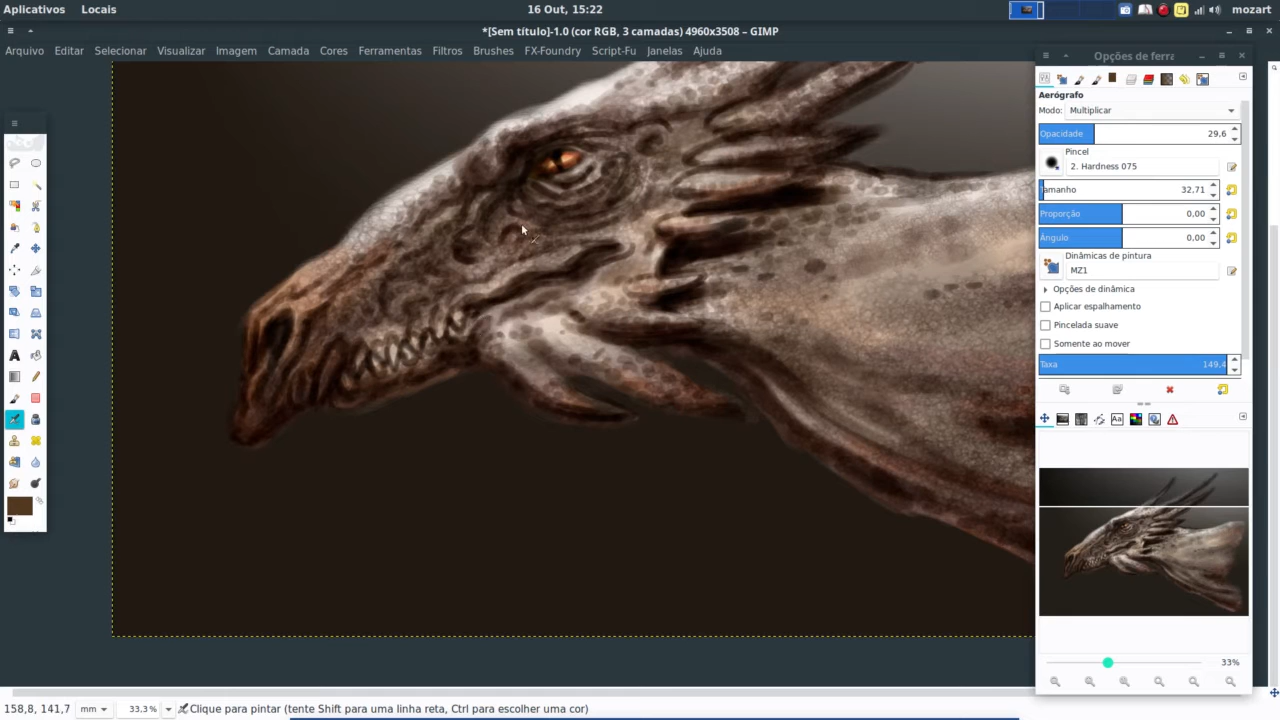 Aplicativos Locais 16 Out, 15:22 mozart
*[Sem título]-1.0 (cor RGB, 3 camadas) 4960x3508 – GIMP
Arquivo Editar Selecionar Visualizar Imagem Camada Cores Ferramentas Filtros Brushes FX-Foundry Script-Fu Janelas Ajuda
Aerógrafo
Modo: Multiplicar
Opacidade 29,6
Pincel
2. Hardness 075
amanho 32,71
Proporção 0,00
Ângulo 0,00
Dinâmicas de pintura
MZ1
Opções de dinâmica
Aplicar espalhamento
Pincelada suave
Somente ao mover
Taxa 149,4
33%
158,8, 141,7 mm 33,3 % Clique para pintar (tente Shift para uma linha reta, Ctrl para escolher uma cor)